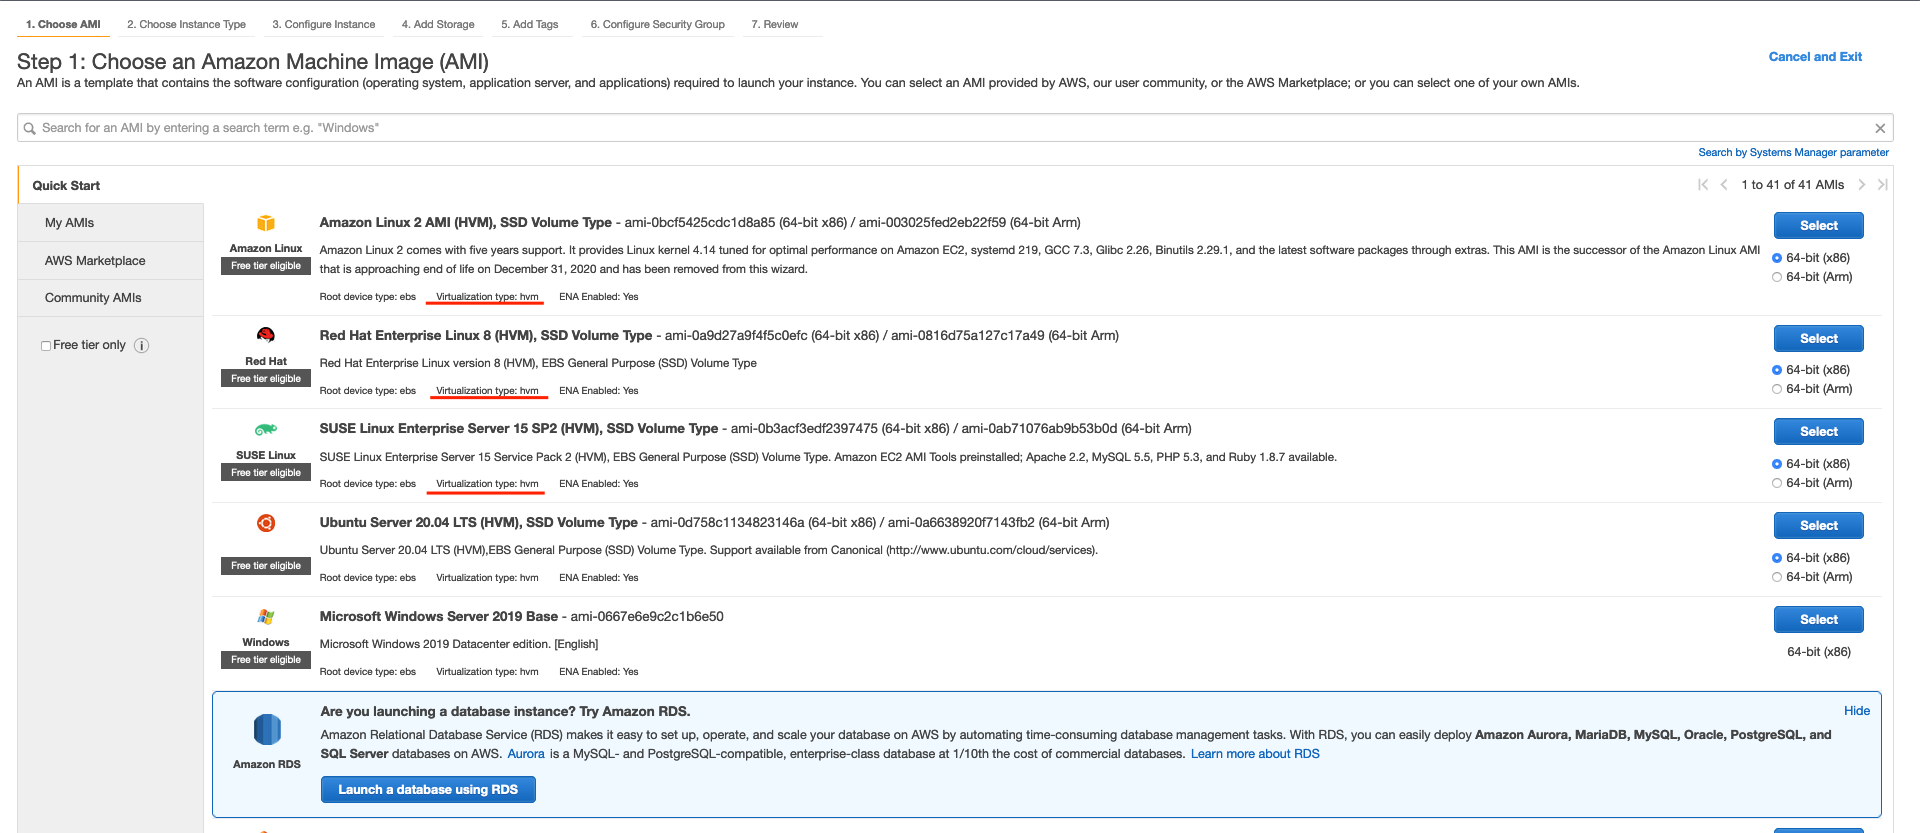 1. Choose AMI 2. Choose Instance Type 3. Configure Instance 4. Add Storage 5. Add Tags 6. Configure Security Group 7. Review
Step 1: Choose an Amazon Machine Image (AMI)
Cancel and Exit
An AMI is a template that contains the software configuration (operating system, application server, and applications) required to launch your instance. You can select an AMI provided by AWS, our user community, or the AWS Marketplace; or you can select one of your own AMIs.
Search for an AMI by entering a search term e.g. "Windows"
Search by Systems Manager parameter
Quick Start
1 to 41 of 41 AMIs
My AMIs
AWS Marketplace
Community AMIs
Free tier only
Amazon Linux
Free tier eligible
Amazon Linux 2 AMI (HVM), SSD Volume Type - ami-0bcf5425cdc1d8a85 (64-bit x86) / ami-003025fed2eb22f59 (64-bit Arm)
Amazon Linux 2 comes with five years support. It provides Linux kernel 4.14 tuned for optimal performance on Amazon EC2, systemd 219, GCC 7.3, Glibc 2.26, Binutils 2.29.1, and the latest software packages through extras. This AMI is the successor of the Amazon Linux AMI
that is approaching end of life on December 31, 2020 and has been removed from this wizard.
Root device type: ebs Virtualization type: hvm ENA Enabled: Yes
Select
64-bit (x86)
64-bit (Arm)
Red Hat
Free tier eligible
Red Hat Enterprise Linux 8 (HVM), SSD Volume Type - ami-0a9d27a9f4f5c0efc (64-bit x86) / ami-0816d75a127c17a49 (64-bit Arm)
Red Hat Enterprise Linux version 8 (HVM), EBS General Purpose (SSD) Volume Type
Root device type: ebs Virtualization type: hvm ENA Enabled: Yes
Select
64-bit (x86)
64-bit (Arm)
SUSE Linux
Free tier eligible
SUSE Linux Enterprise Server 15 SP2 (HVM), SSD Volume Type - ami-0b3acf3edf2397475 (64-bit x86) / ami-0ab71076ab9b53b0d (64-bit Arm)
SUSE Linux Enterprise Server 15 Service Pack 2 (HVM), EBS General Purpose (SSD) Volume Type. Amazon EC2 AMI Tools preinstalled; Apache 2.2, MySQL 5.5, PHP 5.3, and Ruby 1.8.7 available.
Root device type: ebs Virtualization type: hvm ENA Enabled: Yes
Select
64-bit (x86)
64-bit (Arm)
Free tier eligible
Ubuntu Server 20.04 LTS (HVM), SSD Volume Type - ami-0d758c1134823146a (64-bit x86) / ami-0a6638920f7143fb2 (64-bit Arm)
Ubuntu Server 20.04 LTS (HVM),EBS General Purpose (SSD) Volume Type. Support available from Canonical (http://www.ubuntu.com/cloud/services).
Root device type: ebs Virtualization type: hvm ENA Enabled: Yes
Select
64-bit (x86)
64-bit (Arm)
Windows
Free tier eligible
Microsoft Windows Server 2019 Base - ami-0667e6e9c2c1b6e50
Microsoft Windows 2019 Datacenter edition. [English]
Root device type: ebs Virtualization type: hvm ENA Enabled: Yes
Select
64-bit (x86)
Amazon RDS
Are you launching a database instance? Try Amazon RDS.
Hide
Amazon Relational Database Service (RDS) makes it easy to set up, operate, and scale your database on AWS by automating time-consuming database management tasks. With RDS, you can easily deploy Amazon Aurora, MariaDB, MySQL, Oracle, PostgreSQL, and
SQL Server databases on AWS. Aurora is a MySQL- and PostgreSQL-compatible, enterprise-class database at 1/10th the cost of commercial databases. Learn more about RDS
Launch a database using RDS